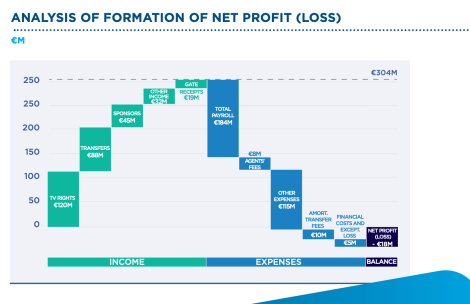 ANALYSIS OF FORMATION OF NET PROFIT (LOSS)
€M
€304M
250
250
200
150
100
50
0
TV RIGHTS
€120M
TRANSFERS
€88M
SPONSORS
€45M
OTHER
INCOME
€32M
GATE
RECEIPTS
€19M
TOTAL
PAYROLL
€184M
€8M
AGENTS'
FEES
OTHER
EXPENSES
€115M
AMORT.
TRANSFER
FEES
€10M
FINANCIAL
COSTS AND
EXCEPT.
LOSS
€5M
NET PROFIT
(LOSS)
- €18M
INCOME
EXPENSES
BALANCE